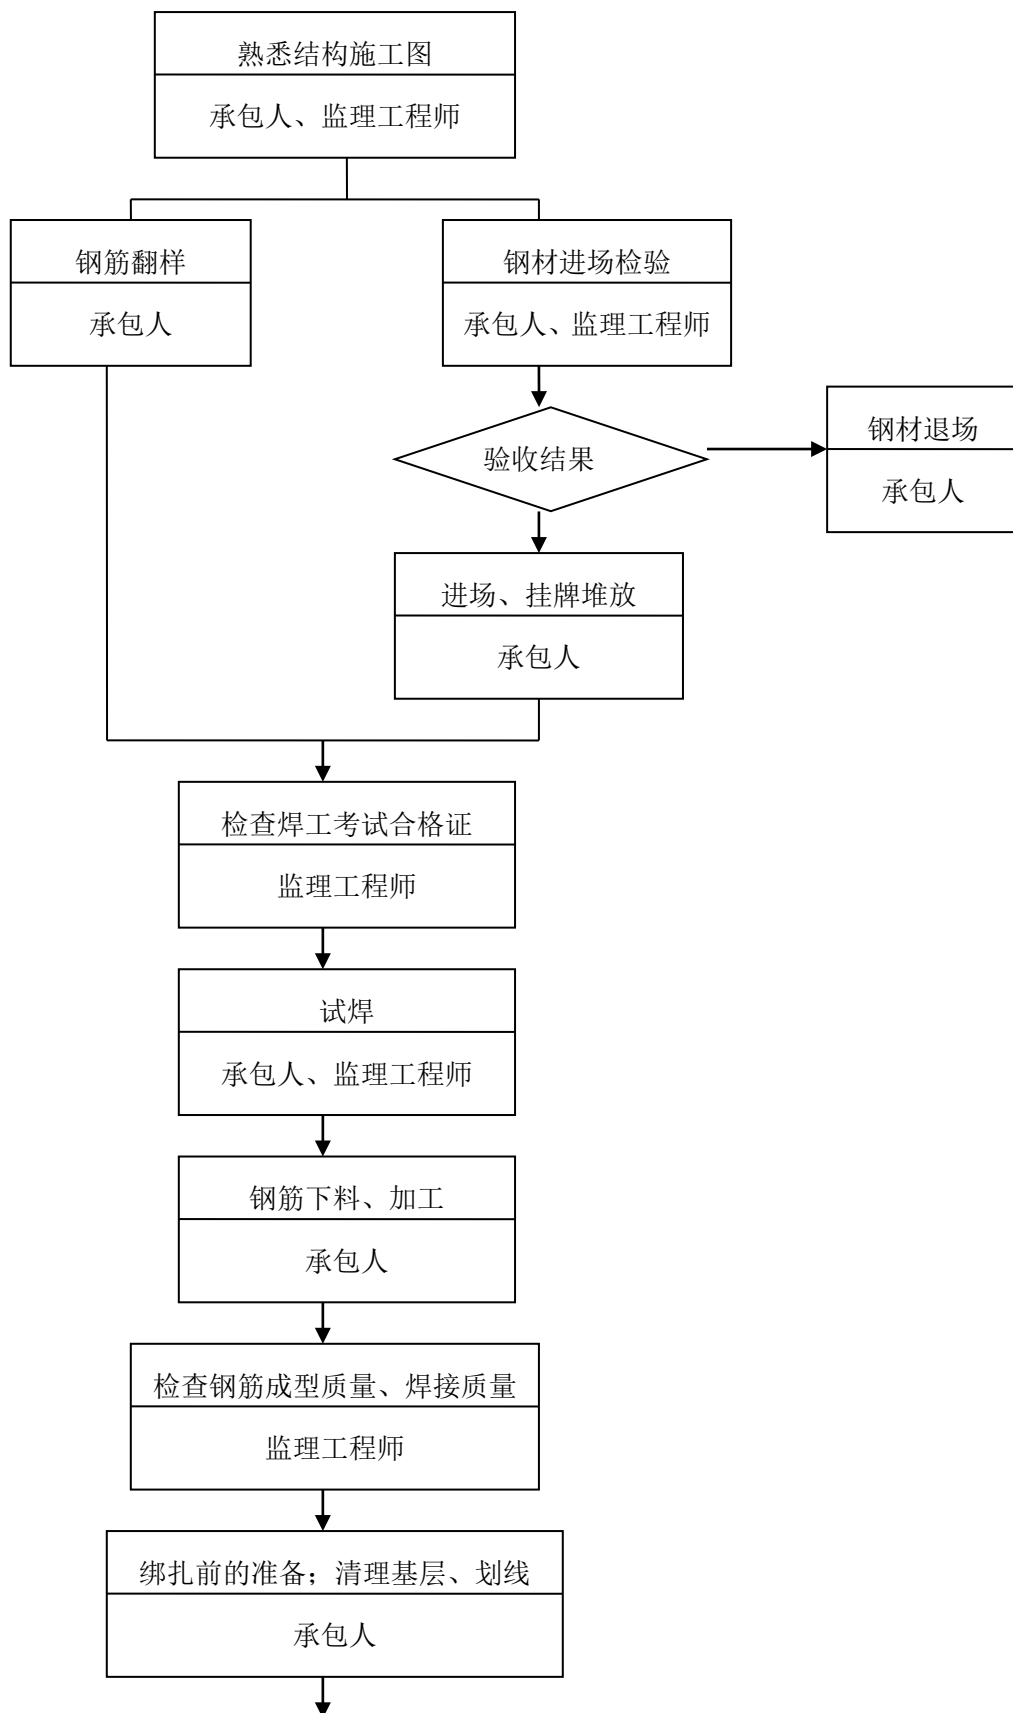 熟悉结构施工图
承包人、监理工程师
钢筋翻样
承包人
钢材进场检验
承包人、监理工程师
验收结果
钢材退场
承包人
进场、挂牌堆放
承包人
检查焊工考试合格证
监理工程师
试焊
承包人、监理工程师
钢筋下料、加工
承包人
检查钢筋成型质量、焊接质量
监理工程师
绑扎前的准备；清理基层、划线
承包人